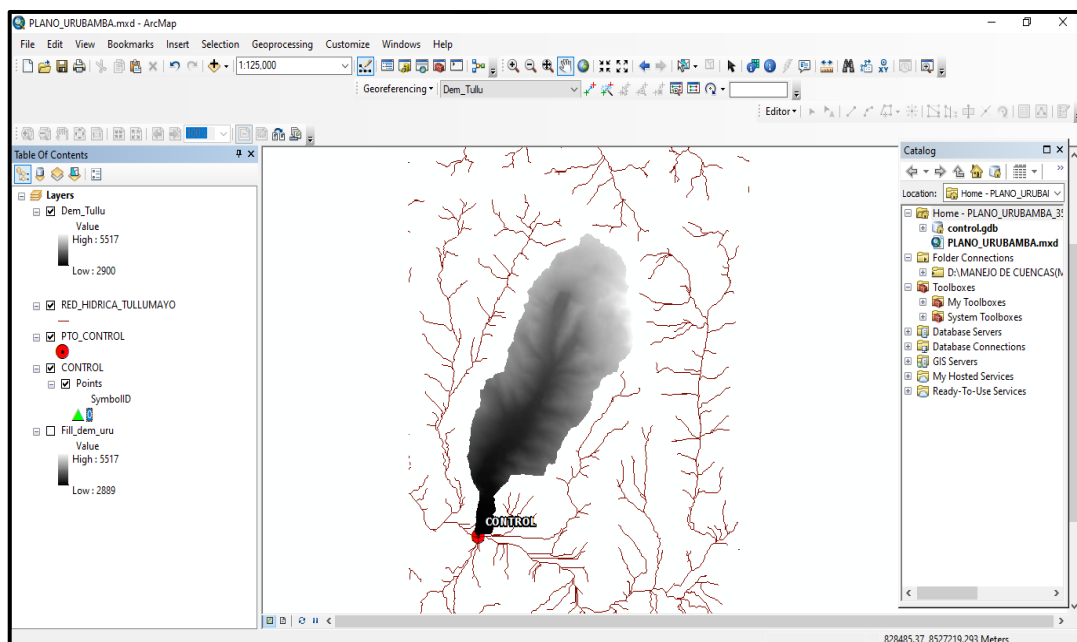 PLANO_URUBAMBA.mxd - ArcMap
File Edit View Bookmarks Insert Selection Geoprocessing Customize Windows Help
1:125,000
Georeferencing Dem_Tullu
Editor
Table Of Contents
Layers
Dem_Tullu
Value
High : 5517
Low : 2900
RED_HIDRICA_TULLUMAYO
PTO_CONTROL
CONTROL
Points
SymbolID
0
Fill_dem_uru
Value
High : 5517
Low : 2889
CONTROL
Catalog
Location: Home - PLANO_URUBAI
Home - PLANO_URUBAMBA_35
control.gdb
PLANO_URUBAMBA.mxd
Folder Connections
D:\MANEJO DE CUENCAS(M
Toolboxes
My Toolboxes
System Toolboxes
Database Servers
Database Connections
GIS Servers
My Hosted Services
Ready-To-Use Services
828485.37 8527219.293 Meters